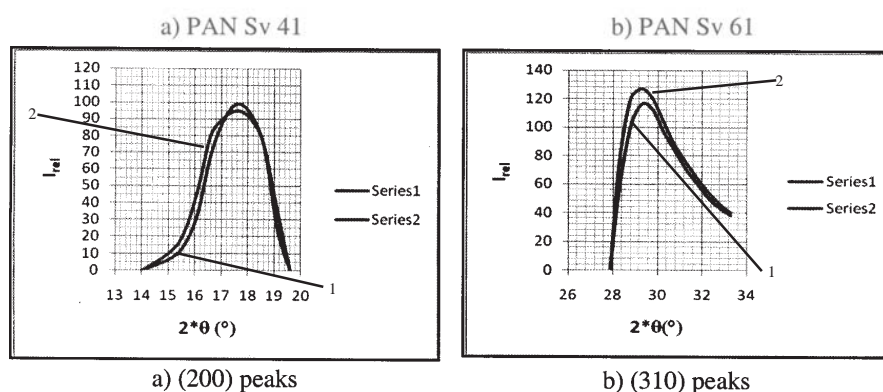 a) PAN Sv 41
120
110
100
90
80
70
60
50
40
30
20
10
0
I rel
2
1
Series1
Series2
13 14 15 16 17 18 19 20
2*θ (°)
a) (200) peaks
b) PAN Sv 61
140
120
100
80
60
40
20
0
I rel
2
1
Series1
Series2
26 28 30 32 34
2*θ(°)
b) (310) peaks